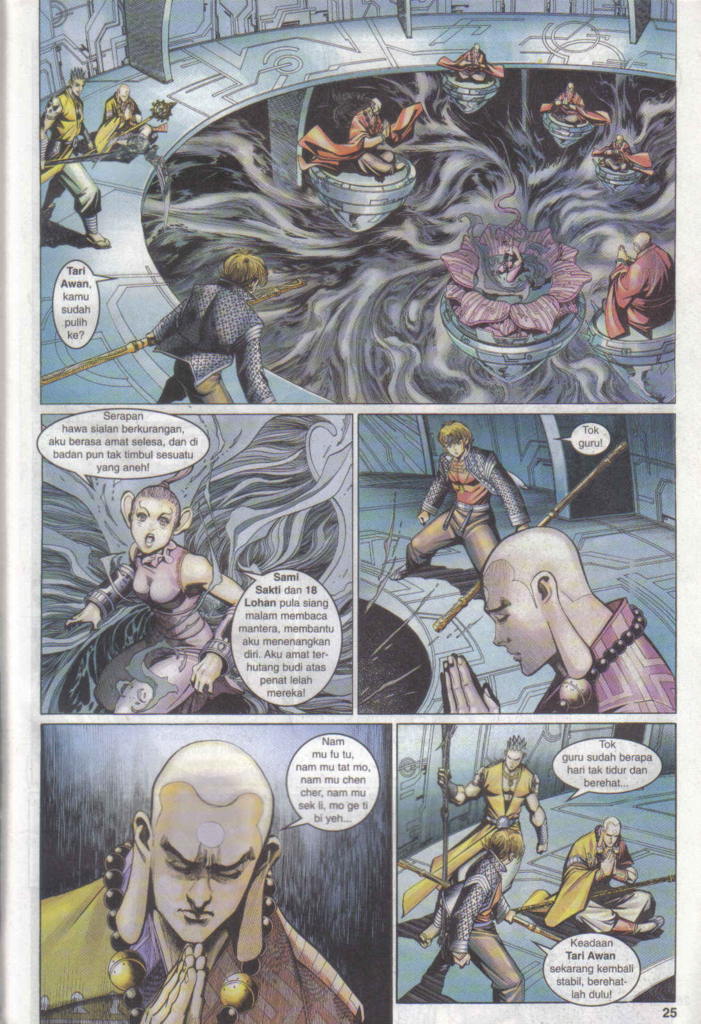 Tari
Awan,
kamu
sudah
pulih
ke?
Serapan
hawa sialan berkurangan,
aku berasa amat selesa, dan di
badan pun tak timbul sesuatu
yang aneh!
Sami
Sakti dan 18
Lohan pula siang
malam membaca
mantera, membantu
aku menenangkan
diri. Aku amat ter-
hutang budi atas
penat lelah
mereka!
Tok
guru!
Nam
mu fu tu,
nam mu tat mo,
nam mu chen
cher, nam mu
sek li, mo ge ti
bi yeh...
Tok
guru sudah berapa
hari tak tidur dan
berehat...
Keadaan
Tari Awan
sekarang kembali
stabil, berehat-
lah dulu!
25